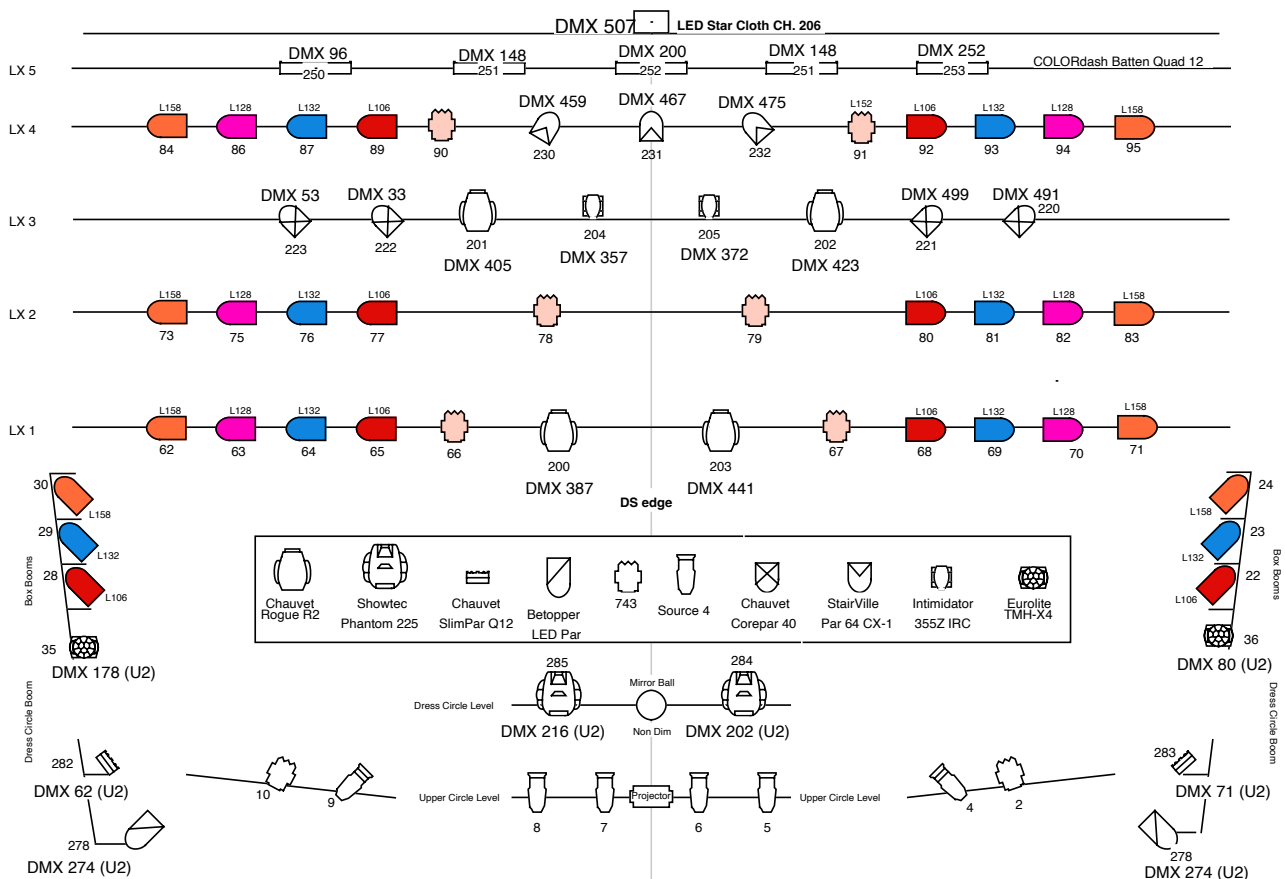 DMX 507 LED Star Cloth CH. 206
DMX 96 DMX 148 DMX 200 DMX 148 DMX 252
LX 5 250 251 252 251 253 COLORdash Batten Quad 12
DMX 459 DMX 467 DMX 475
L158 L128 L132 L106 L152 L106 L132 L128 L158
LX 4
84 86 87 89 90 230 231 232 91 92 93 94 95
DMX 53 DMX 33 DMX 499 DMX 491
220
LX 3
223 222 201 204 205 202 221
DMX 405 DMX 357 DMX 372 DMX 423
L158 L128 L132 L106 L106 L132 L128 L158
LX 2
73 75 76 77 78 79 80 81 82 83
L158 L128 L132 L106 L106 L132 L128 L158
LX 1
62 63 64 65 66 200 203 67 68 69 70 71
DMX 387 DMX 441
DS edge
30 L158
29 L132
28 L106
Box Booms
35
DMX 178 (U2)
24 L158
23 L132
22 L106
Box Booms
36
DMX 80 (U2)
Chauvet Rogue R2
Showtec Phantom 225
Chauvet SlimPar Q12
Betopper LED Par
743
Source 4
Chauvet Corepar 40
StairVille Par 64 CX-1
Intimidator 355Z IRC
Eurolite TMH-X4
285 284
Mirror Ball
Dress Circle Level
DMX 216 (U2) Non Dim DMX 202 (U2)
Dress Circle Boom
282
DMX 62 (U2)
278
DMX 274 (U2)
10 9
Upper Circle Level Projector Upper Circle Level
8 7 6 5
4 2
Dress Circle Boom
283
DMX 71 (U2)
278
DMX 274 (U2)